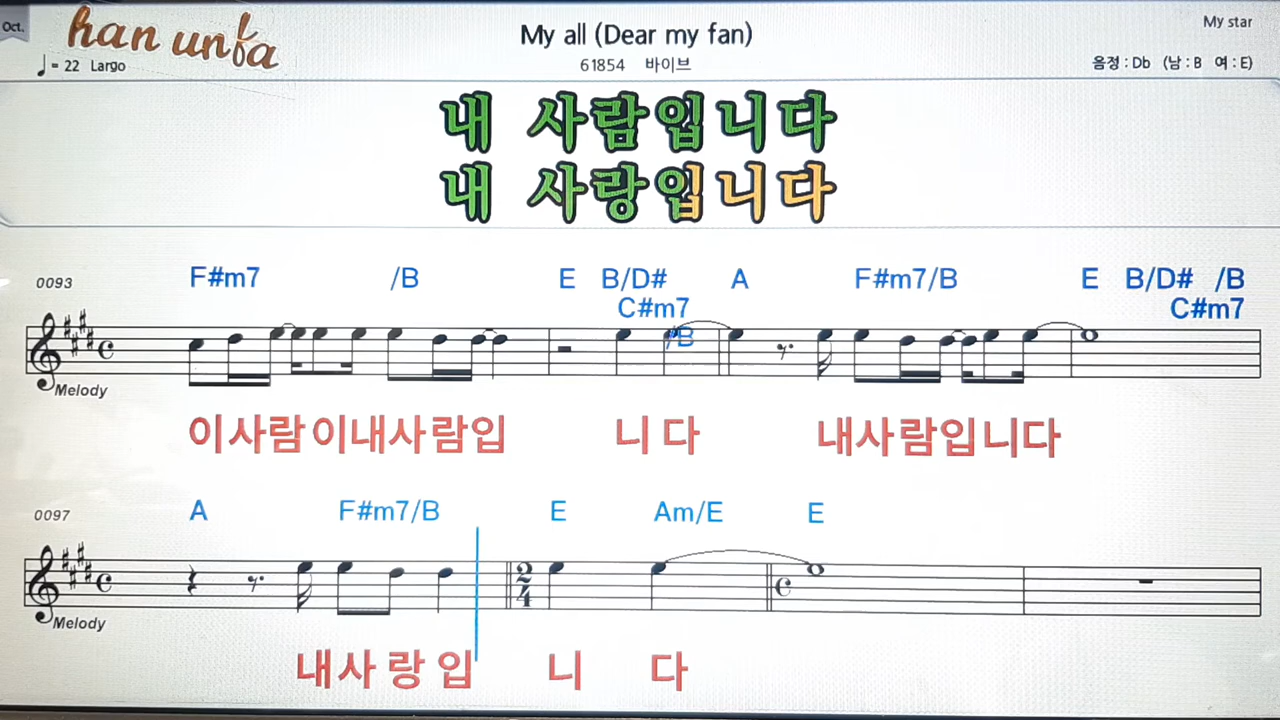 Oct.
han unfa
My all (Dear my fan)
My star
♩ = 22 Largo
61854 바이브
음정 : Db (남 : B 여 : E)
내 사람입니다
내 사랑입니다
0093
F#m7 /B E B/D# A F#m7/B E B/D# /B
C#m7 C#m7
/B
Melody
이사람이내사람입 니다 내사람입니다
0097
A F#m7/B E Am/E E
2
4
Melody
내사랑입 니 다